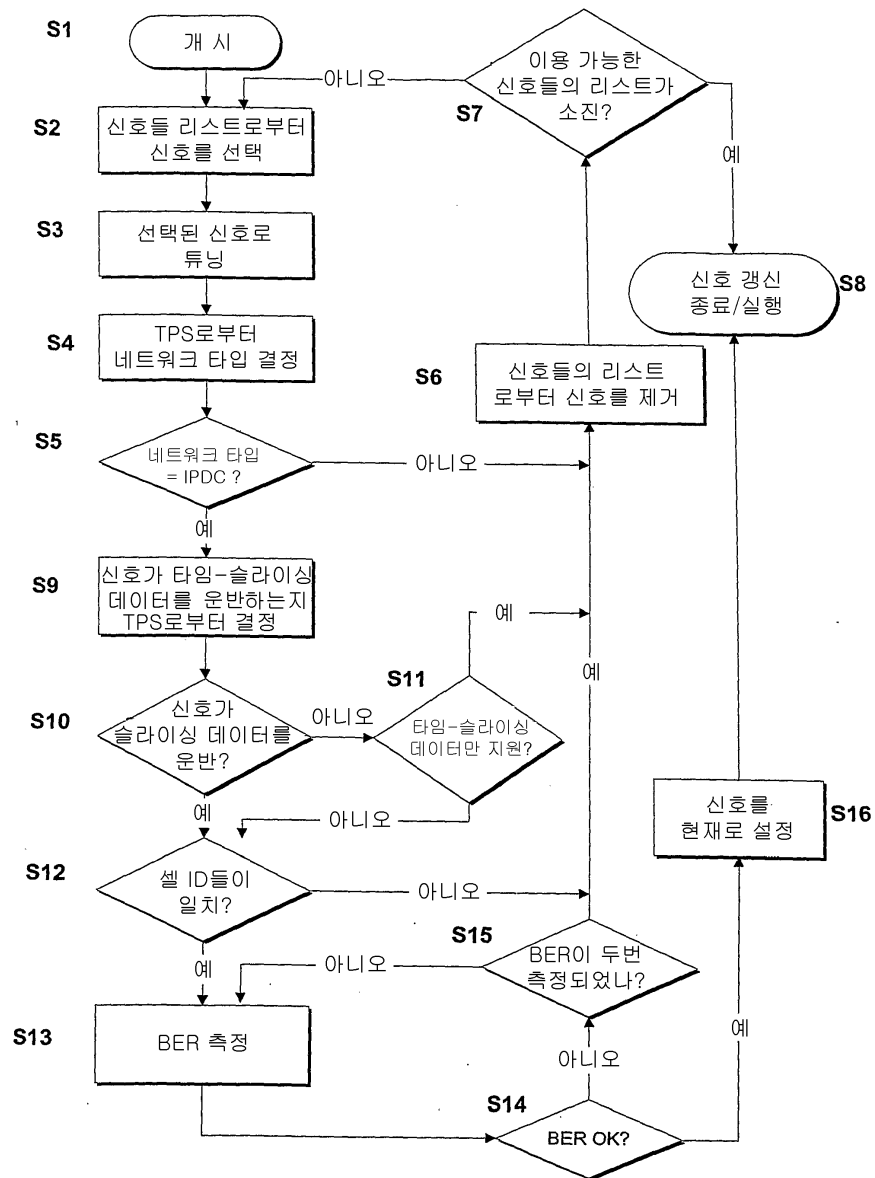 S1
개 시
S2
신호들 리스트로부터
신호를 선택
S3
선택된 신호로
튜닝
S4
TPS로부터
네트워크 타입 결정
S5
네트워크 타입
= IPDC ?
아니오
예
S9
신호가 타임-슬라이싱
데이터를 운반하는지
TPS로부터 결정
S10
신호가
슬라이싱 데이터를
운반?
아니오
예
S11
타임-슬라이싱
데이터만 지원?
예
아니오
S12
셀 ID들이
일치?
아니오
예
S13
BER 측정
S14
BER OK?
아니오
예
S15
BER이 두번
측정되었나?
아니오
예
S6
신호들의 리스트
로부터 신호를 제거
S7
이용 가능한
신호들의 리스트가
소진?
아니오
예
S8
신호 갱신
종료/실행
S16
신호를
현재로 설정